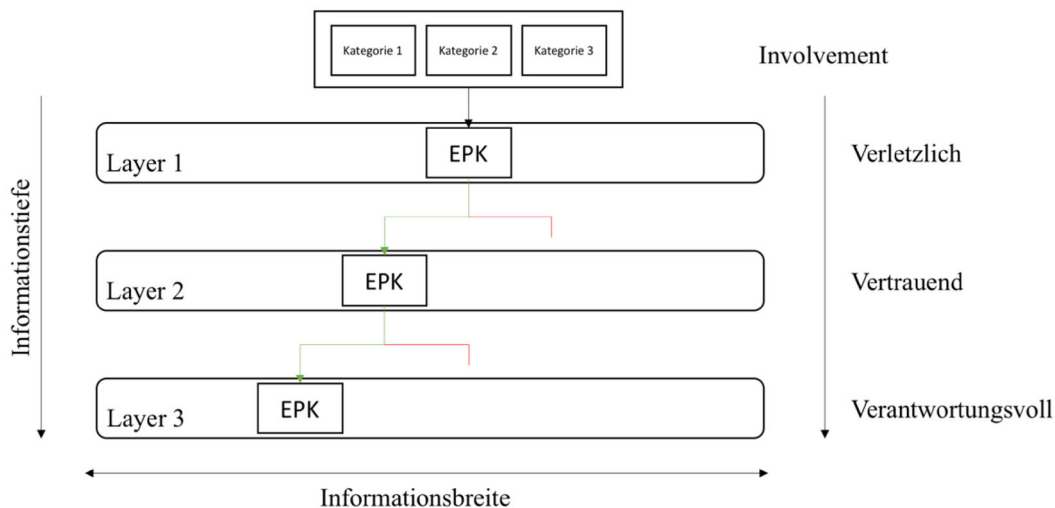 Kategorie 1
Kategorie 2
Kategorie 3
Involvement
Layer 1
EPK
Verletzlich
Informationstiefe
Layer 2
EPK
Vertrauend
Layer 3
EPK
Verantwortungsvoll
Informationsbreite